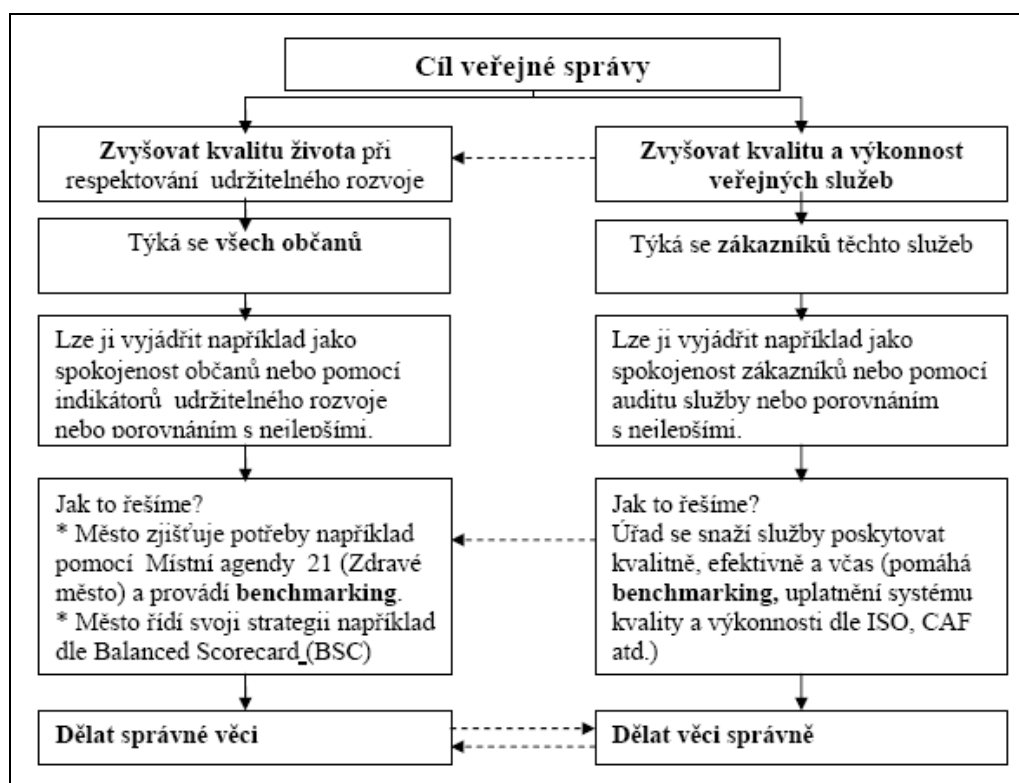 Cíl veřejné správy
Zvyšovat kvalitu života při
respektování udržitelného rozvoje
Zvyšovat kvalitu a výkonnost
veřejných služeb
Týká se všech občanů
Týká se zákazníků těchto služeb
Lze ji vyjádřit například jako
spokojenost občanů nebo pomocí
indikátorů udržitelného rozvoje
nebo porovnáním s nejlepšími.
Lze ji vyjádřit například jako
spokojenost zákazníků nebo pomocí
auditu služby nebo porovnáním
s nejlepšími.
Jak to řešíme?
* Město zjišťuje potřeby například
pomocí Místní agendy 21 (Zdravé
město) a provádí benchmarking.
* Město řídí svoji strategii například
dle Balanced Scorecard (BSC)
Jak to řešíme?
Úřad se snaží služby poskytovat
kvalitně, efektivně a včas (pomáhá
benchmarking, uplatnění systému
kvality a výkonnosti dle ISO, CAF
atd.)
Dělat správné věci
Dělat věci správně